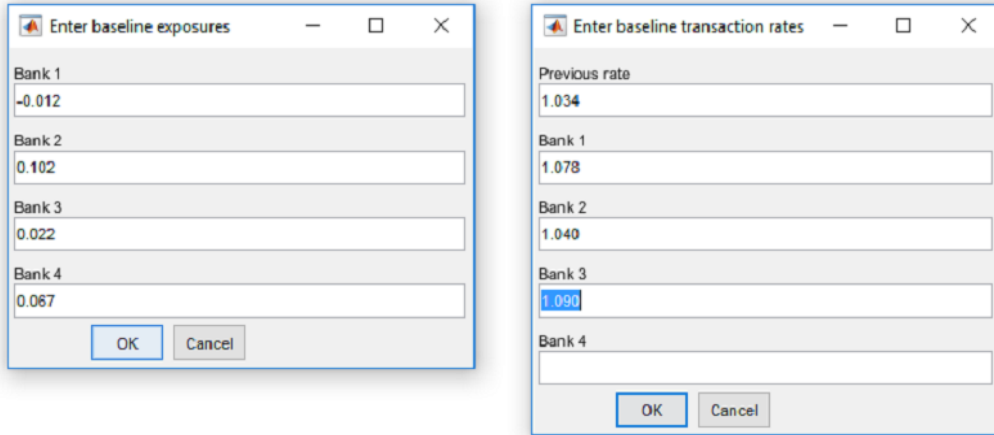 Enter baseline exposures
Bank 1
-0.012
Bank 2
0.102
Bank 3
0.022
Bank 4
0.067
OK Cancel
Enter baseline transaction rates
Previous rate
1.034
Bank 1
1.078
Bank 2
1.040
Bank 3
1.090
Bank 4
OK Cancel